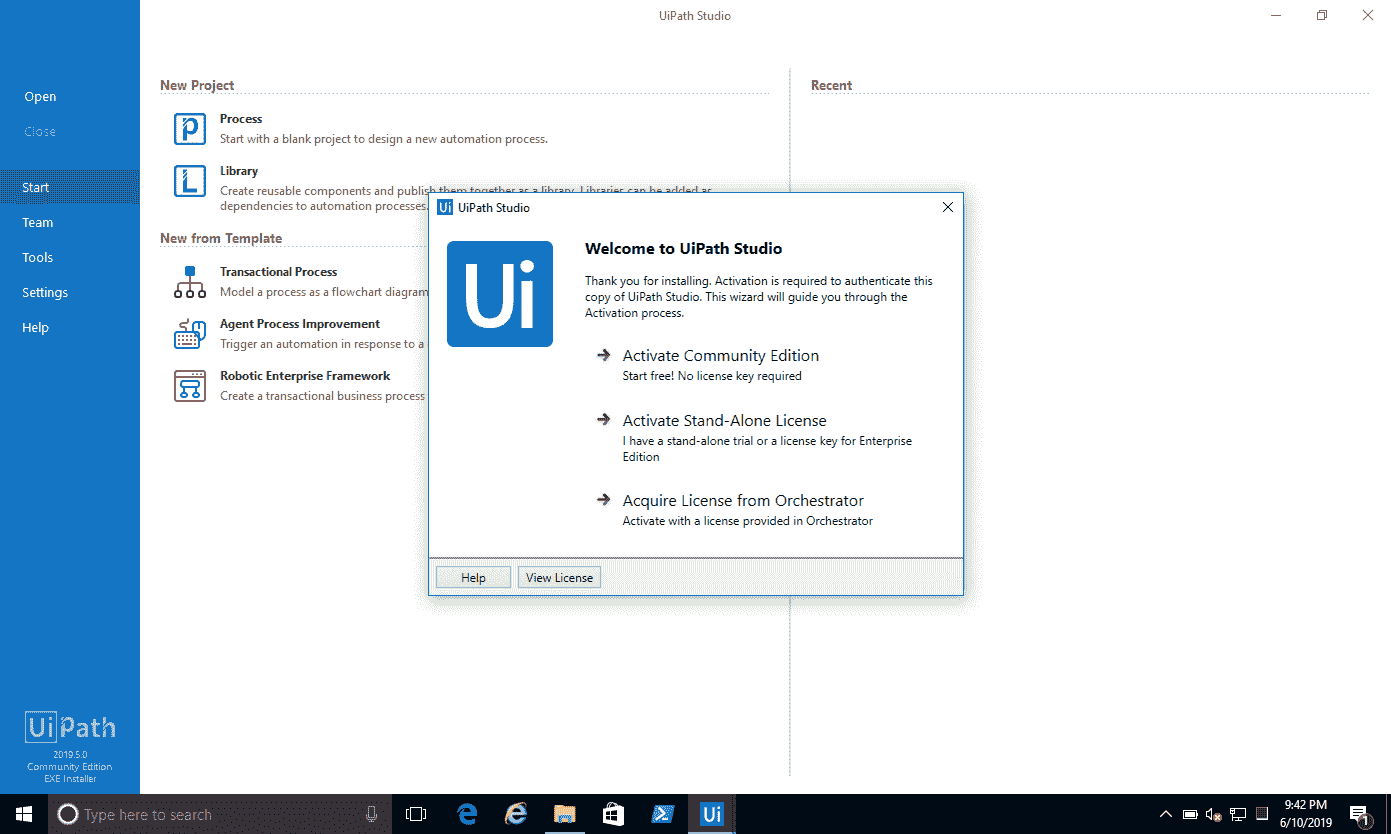 UiPath Studio
Open
Close
Start
Team
Tools
Settings
Help
UiPath
2019.5.0
Community Edition
EXE Installer
New Project
Process
Start with a blank project to design a new automation process.
Library
Create reusable components and publish them together as a library. Libraries can be added as
dependencies to automation processes.
New from Template
Transactional Process
Model a process as a flowchart diagram
Agent Process Improvement
Trigger an automation in response to a
Robotic Enterprise Framework
Create a transactional business process
Recent
Ui UiPath Studio
Ui
Welcome to UiPath Studio
Thank you for installing. Activation is required to authenticate this
copy of UiPath Studio. This wizard will guide you through the
Activation process.
Activate Community Edition
Start free! No license key required
Activate Stand-Alone License
I have a stand-alone trial or a license key for Enterprise
Edition
Acquire License from Orchestrator
Activate with a license provided in Orchestrator
Help
View License
Type here to search
Ui
9:42 PM
6/10/2019
1